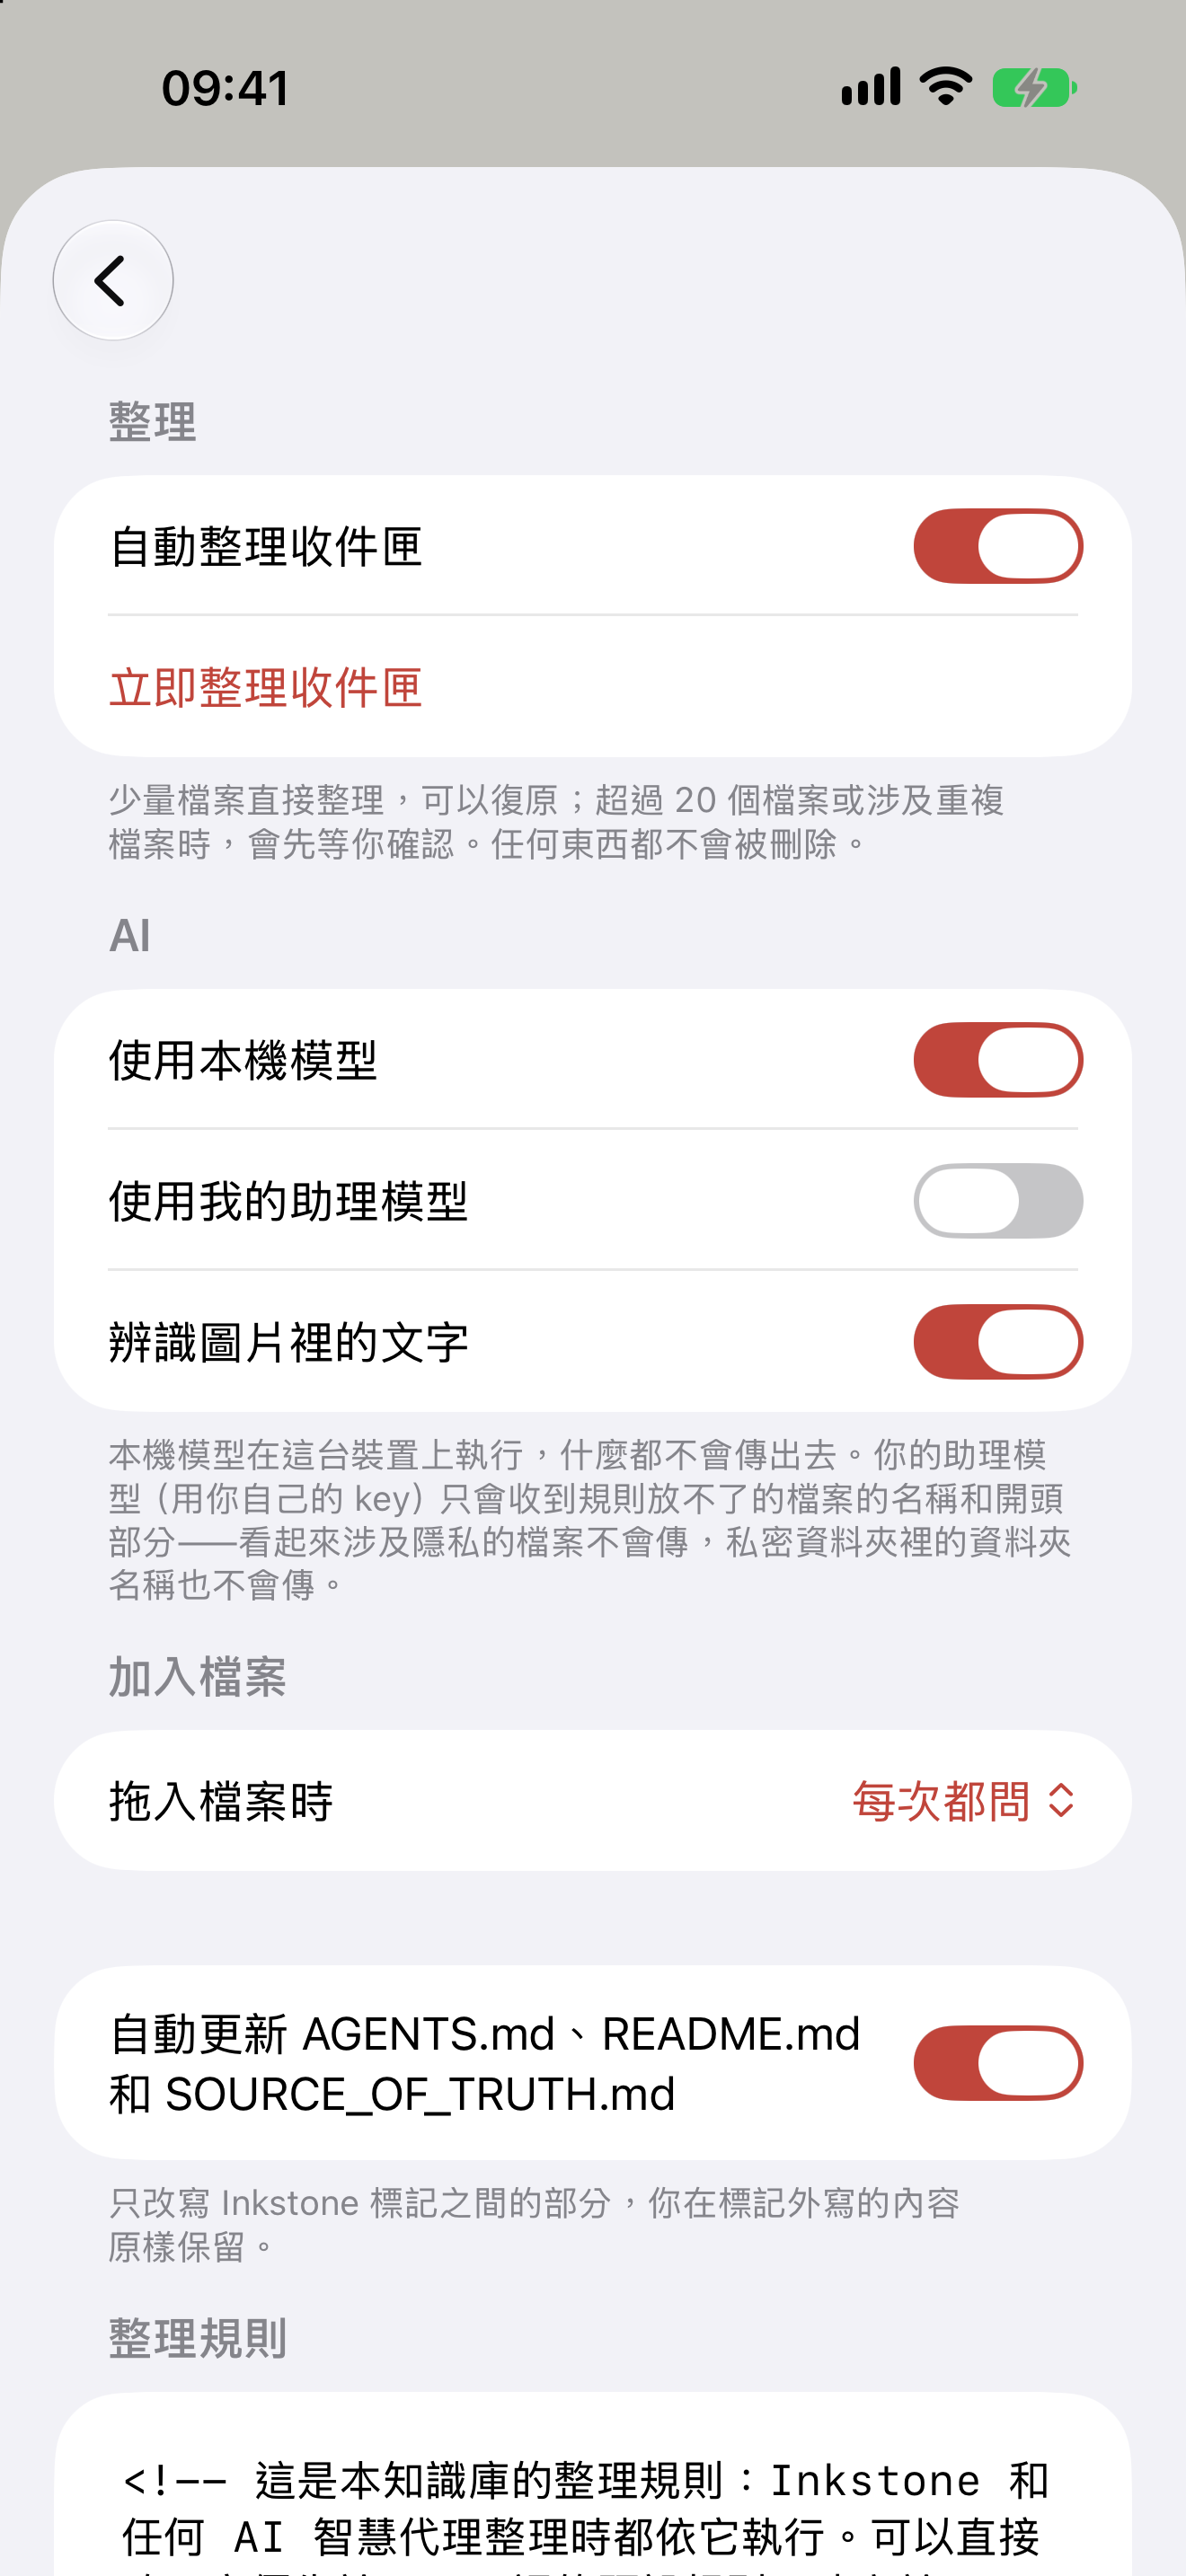 09:41
整理
自動整理收件匣
立即整理收件匣
少量檔案直接整理，可以復原；超過 20 個檔案或涉及重複
檔案時，會先等你確認。任何東西都不會被刪除。
AI
使用本機模型
使用我的助理模型
辨識圖片裡的文字
本機模型在這台裝置上執行，什麼都不會傳出去。你的助理模
型（用你自己的 key）只會收到規則放不了的檔案的名稱和開頭
部分——看起來涉及隱私的檔案不會傳，私密資料夾裡的資料夾
名稱也不會傳。
加入檔案
拖入檔案時
每次都問
自動更新 AGENTS.md、README.md
和 SOURCE_OF_TRUTH.md
只改寫 Inkstone 標記之間的部分，你在標記外寫的內容
原樣保留。
整理規則
<!-- 這是本知識庫的整理規則：Inkstone 和
任何 AI 智慧代理整理時都依它執行。可以直接